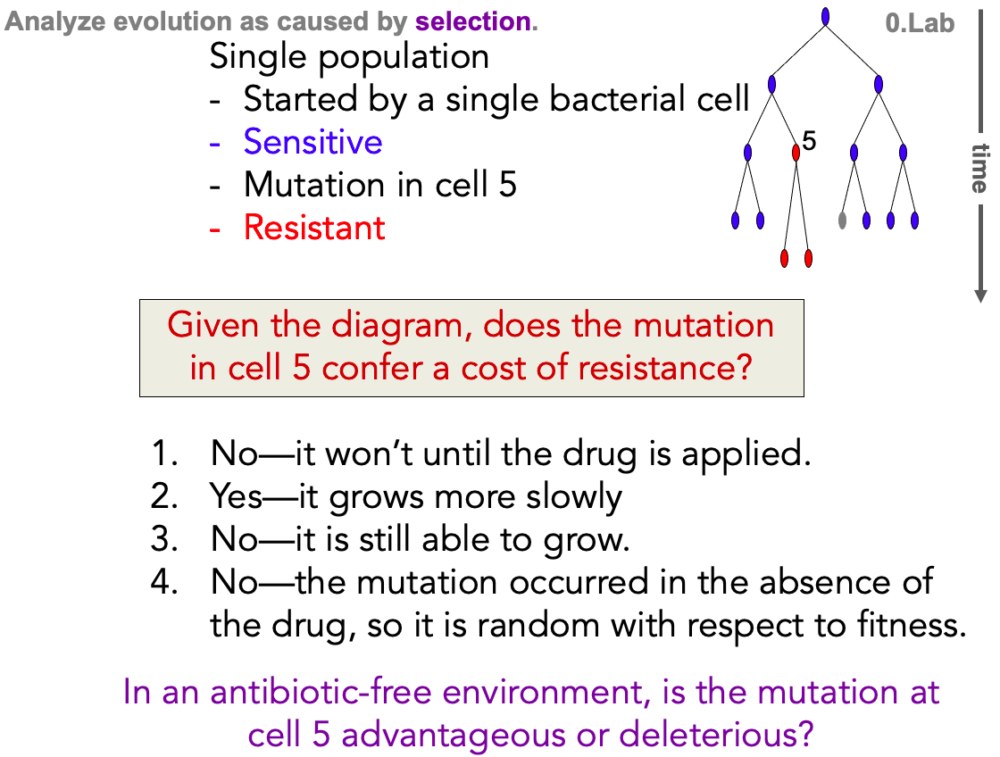 Analyze evolution as caused by selection.
0.Lab
Single population
- Started by a single bacterial cell
- Sensitive
- Mutation in cell 5
- Resistant
5
time
Given the diagram, does the mutation
in cell 5 confer a cost of resistance?
1. No—it won’t until the drug is applied.
2. Yes—it grows more slowly
3. No—it is still able to grow.
4. No—the mutation occurred in the absence of
the drug, so it is random with respect to fitness.
In an antibiotic-free environment, is the mutation at
cell 5 advantageous or deleterious?